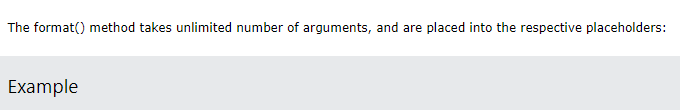 The format() method takes unlimited number of arguments, and are placed into the respective placeholders:
Example